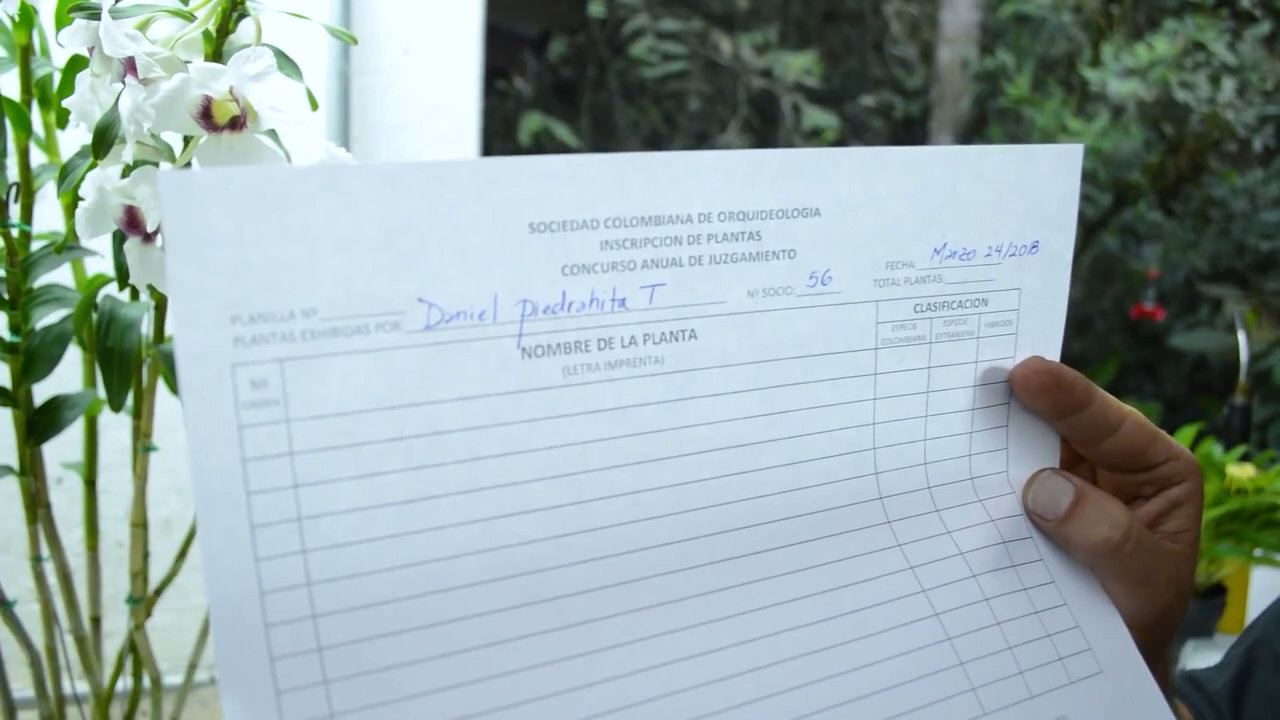 SOCIEDAD COLOMBIANA DE ORQUIDEOLOGIA
INSCRIPCION DE PLANTAS
CONCURSO ANUAL DE JUZGAMIENTO
FECHA: Marzo 24/2018
PLANILLA Nº
TOTAL PLANTAS:
PLANTAS EXHIBIDAS POR: Daniel Piedrahita T Nº SOCIO: 56
NOMBRE DE LA PLANTA
(LETRA IMPRENTA)
CLASIFICACION
ESPECIE COLOMBIANA
ESPECIE EXTRANJERA
HIBRIDOS